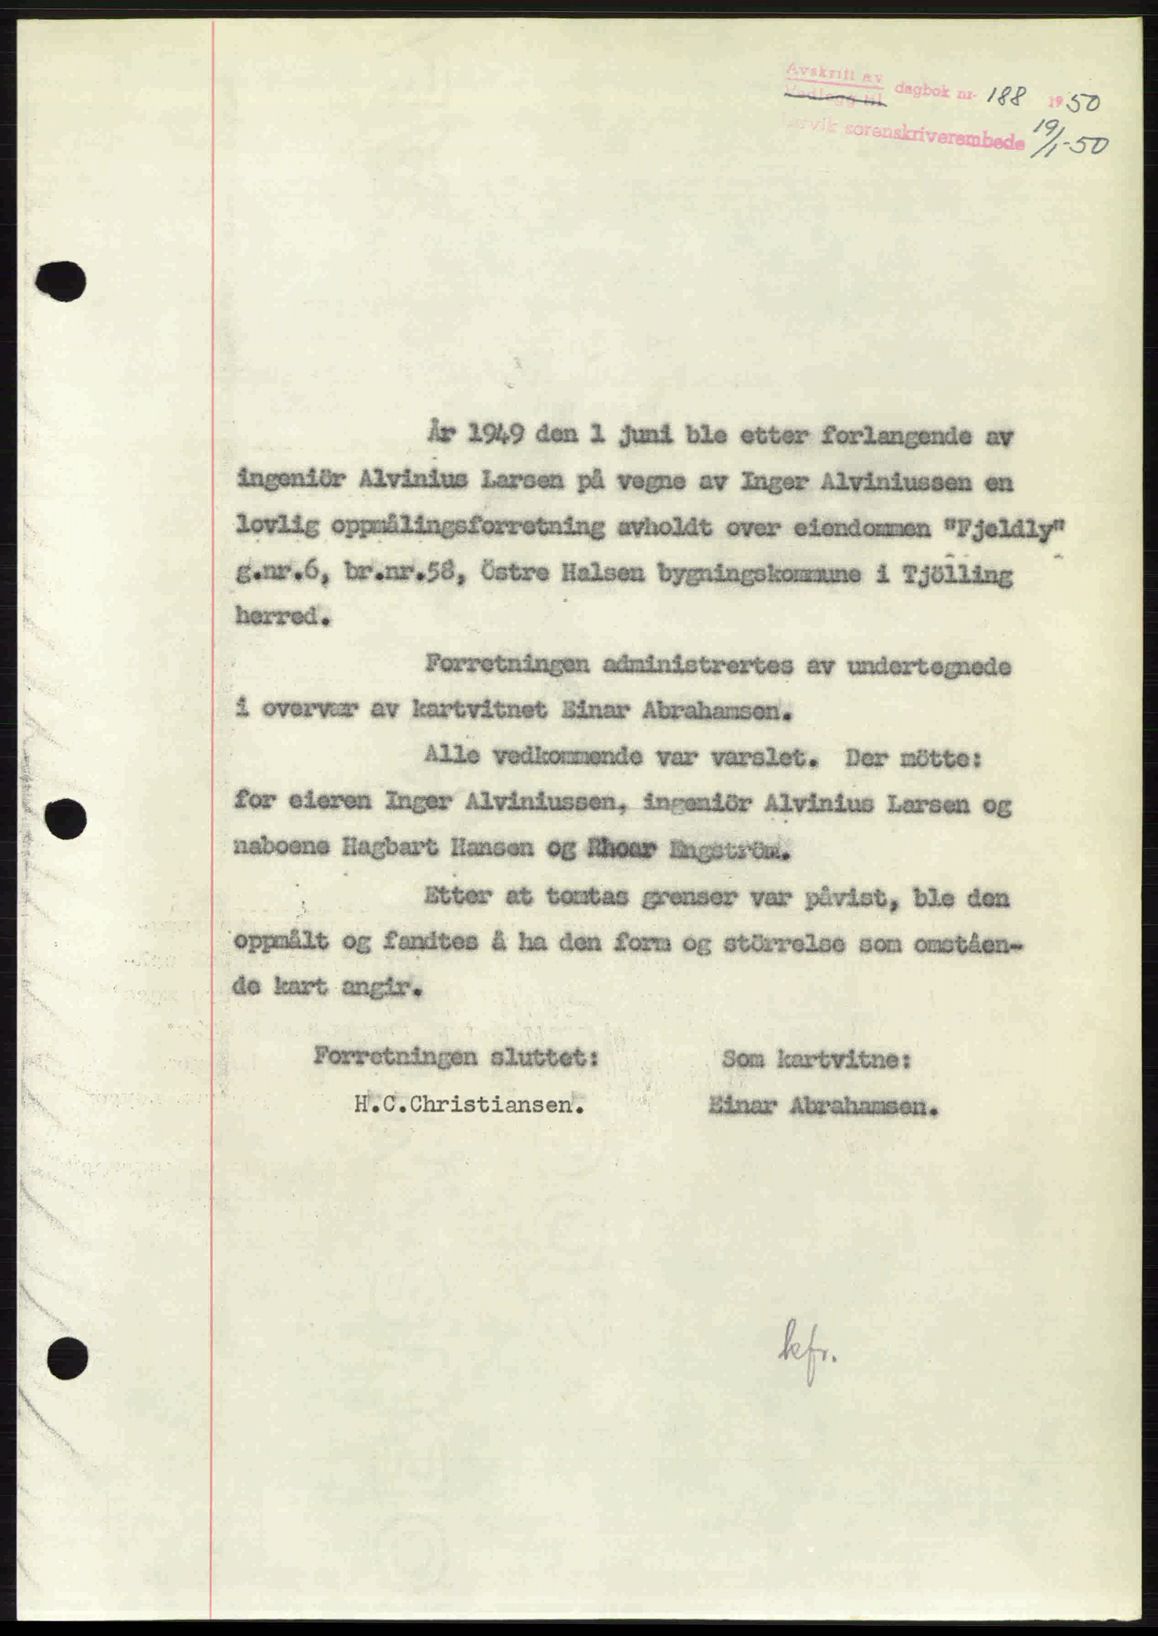 Avskrift av
Vedlegg til dagbok nr. 188 1950
Larvik sorenskriverembede 19/1-50
År 1949 den 1 juni ble etter forlangende av
ingeniör Alvinius Larsen på vegne av Inger Alviniussen en
lovlig oppmålingsforretning avholdt over eiendommen "Fjeldly"
g.nr.6, br.nr.58, Östre Halsen bygningskommune i Tjölling
herred.
Forretningen administrertes av undertegnede
i overvær av kartvitnet Einar Abrahamsen.
Alle vedkommende var varslet. Der mötte:
for eieren Inger Alviniussen, ingeniör Alvinius Larsen og
naboene Hagbart Hansen og Rhoar Engström.
Etter at tomtas grenser var påvist, ble den
oppmålt og fandtes å ha den form og störrelse som omståen-
de kart angir.
Forretningen sluttet: Som kartvitne:
H.C.Christiansen. Einar Abrahamsen.
kfr.